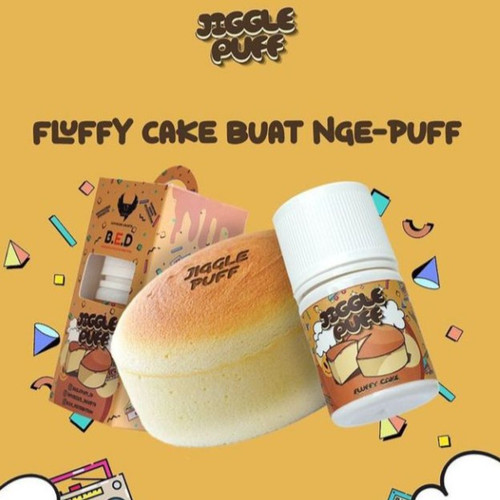 JIGGLE
PUFF
FLUFFY CAKE BUAT NGE-PUFF
B.E.D
JIGGLE
PUFF
JIGGLE
PUFF
JIGGLE
PUFF
FLUFFY CAKE